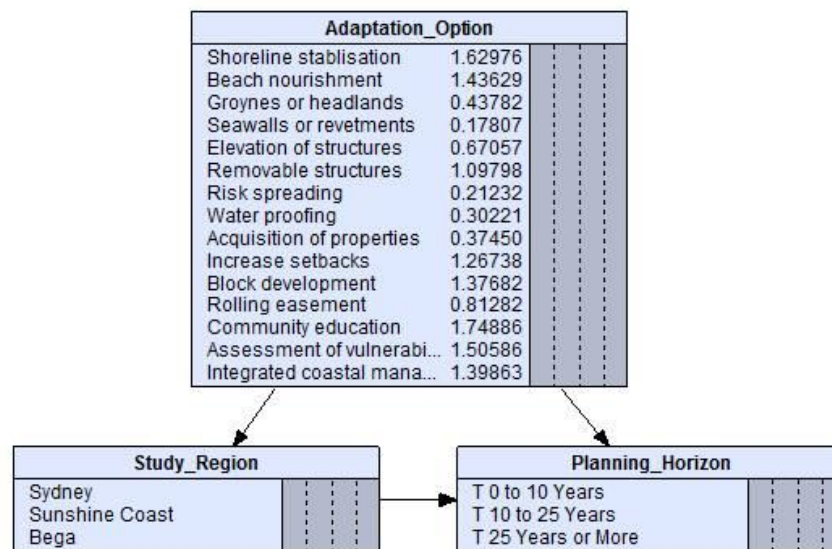 Adaptation_Option
Shoreline stablisation 1.62976
Beach nourishment 1.43629
Groynes or headlands 0.43782
Seawalls or revetments 0.17807
Elevation of structures 0.67057
Removable structures 1.09798
Risk spreading 0.21232
Water proofing 0.30221
Acquisition of properties 0.37450
Increase setbacks 1.26738
Block development 1.37682
Rolling easement 0.81282
Community education 1.74886
Assessment of vulnerabi... 1.50586
Integrated coastal mana... 1.39863
Study_Region
Sydney
Sunshine Coast
Bega
Planning_Horizon
T 0 to 10 Years
T 10 to 25 Years
T 25 Years or More